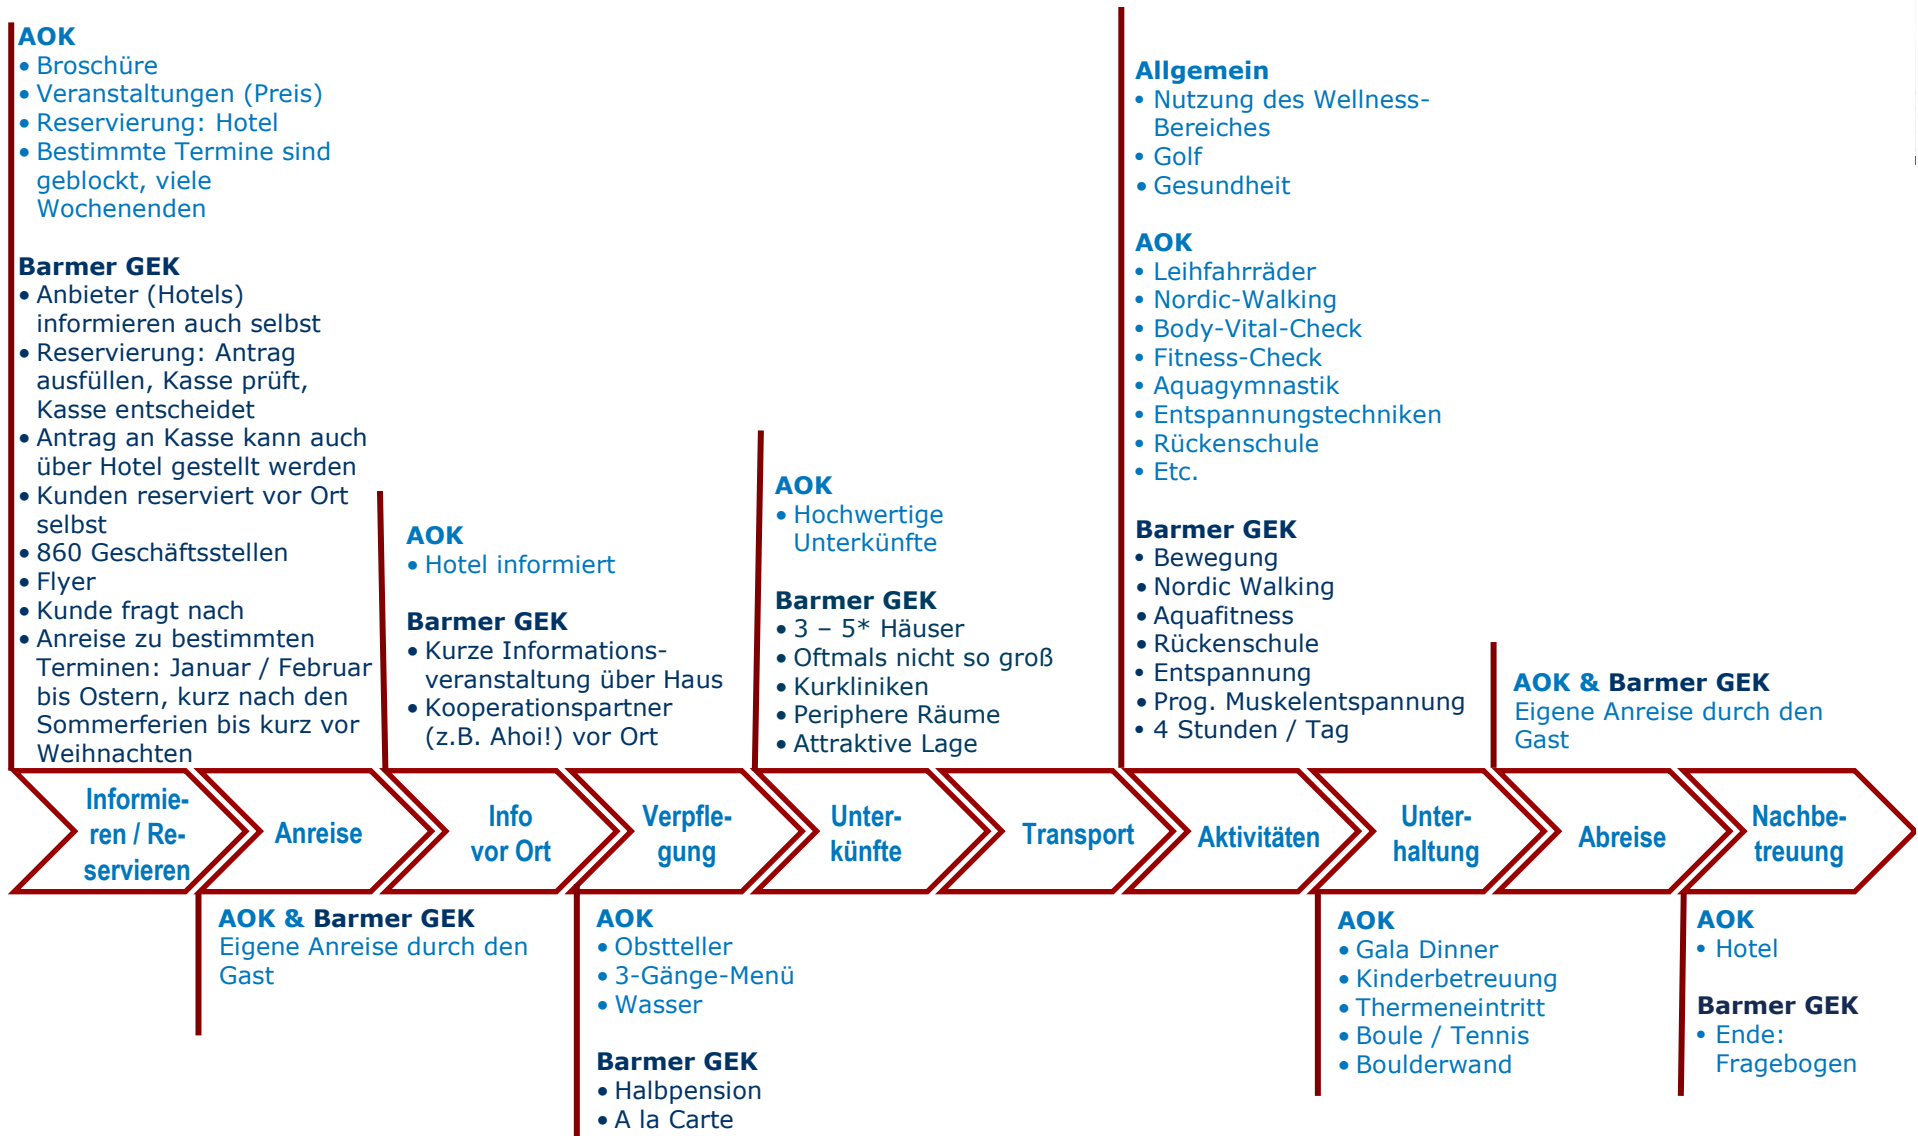 AOK
• Broschüre
• Veranstaltungen (Preis)
• Reservierung: Hotel
• Bestimmte Termine sind
geblockt, viele
Wochenenden
Barmer GEK
• Anbieter (Hotels)
informieren auch selbst
• Reservierung: Antrag
ausfüllen, Kasse prüft,
Kasse entscheidet
• Antrag an Kasse kann auch
über Hotel gestellt werden
• Kunden reserviert vor Ort
selbst
• 860 Geschäftsstellen
• Flyer
• Kunde fragt nach
• Anreise zu bestimmten
Terminen: Januar / Februar
bis Ostern, kurz nach den
Sommerferien bis kurz vor
Weihnachten
AOK
• Hotel informiert
Barmer GEK
• Kurze Informations-
veranstaltung über Haus
• Kooperationspartner
(z.B. Ahoi!) vor Ort
AOK
• Hochwertige
Unterkünfte
Barmer GEK
• 3 – 5* Häuser
• Oftmals nicht so groß
• Kurkliniken
• Periphere Räume
• Attraktive Lage
Allgemein
• Nutzung des Wellness-
Bereiches
• Golf
• Gesundheit
AOK
• Leihfahrräder
• Nordic-Walking
• Body-Vital-Check
• Fitness-Check
• Aquagymnastik
• Entspannungstechniken
• Rückenschule
• Etc.
Barmer GEK
• Bewegung
• Nordic Walking
• Aquafitness
• Rückenschule
• Entspannung
• Prog. Muskelentspannung
• 4 Stunden / Tag
AOK & Barmer GEK
Eigene Anreise durch den
Gast
Informie-
ren / Re-
servieren
Anreise
Info
vor Ort
Verpfle-
gung
Unter-
künfte
Transport
Aktivitäten
Unter-
haltung
Abreise
Nachbe-
treuung
AOK & Barmer GEK
Eigene Anreise durch den
Gast
AOK
• Obstteller
• 3-Gänge-Menü
• Wasser
Barmer GEK
• Halbpension
• A la Carte
AOK
• Gala Dinner
• Kinderbetreuung
• Thermeneintritt
• Boule / Tennis
• Boulderwand
AOK
• Hotel
Barmer GEK
• Ende:
Fragebogen